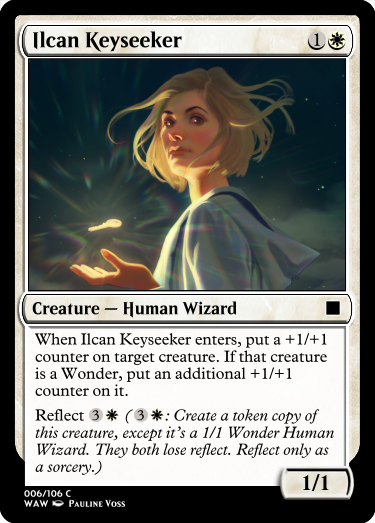 Ilcan Keyseeker 1
Creature — Human Wizard
When Ilcan Keyseeker enters, put a +1/+1
counter on target creature. If that creature
is a Wonder, put an additional +1/+1
counter on it.
Reflect 3 ( 3 : Create a token copy of
this creature, except it's a 1/1 Wonder Human
Wizard. They both lose reflect. Reflect only as
a sorcery.)
1/1
006/106 C
WAW Pauline Voss